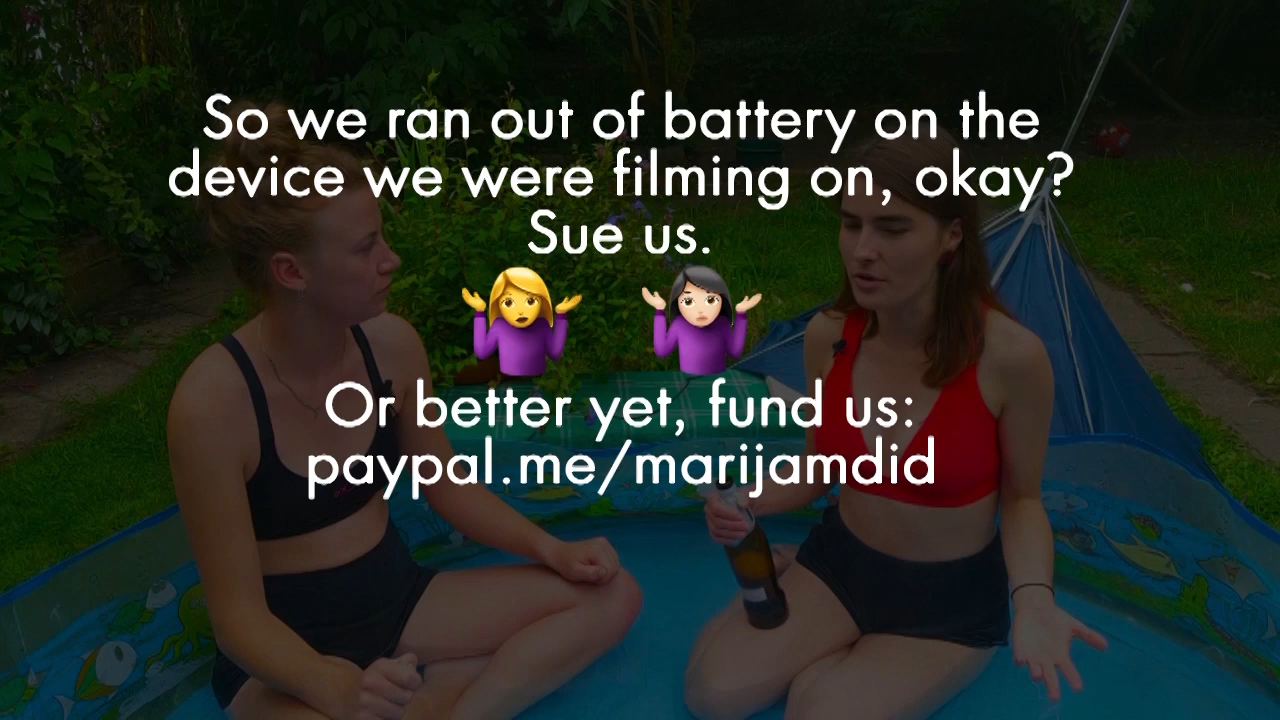 So we ran out of battery on the
device we were filming on, okay?
Sue us.
Or better yet, fund us:
paypal.me/marijamdid